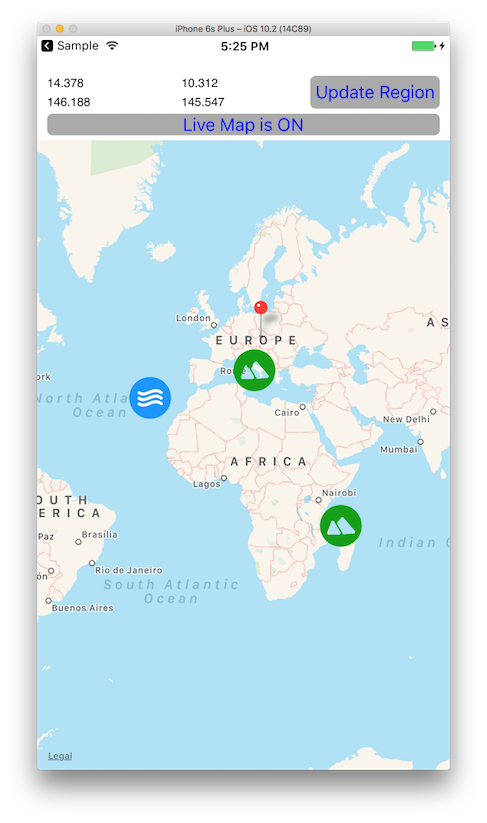 iPhone 6s Plus – iOS 10.2 (14C89)
Sample 5:25 PM
14.378 10.312 Update Region
146.188 145.547
Live Map is ON
London
AS
EUROPE
ork
North Atla
Ocean
Cairo
New Delhi
Mumbai
AFRICA
Lagos
Nairobi
OUTH
ERICA
Paz
Brasília
Indian O
Rio de Janeiro
ón
South Atlantic
Ocean
Buenos Aires
Legal